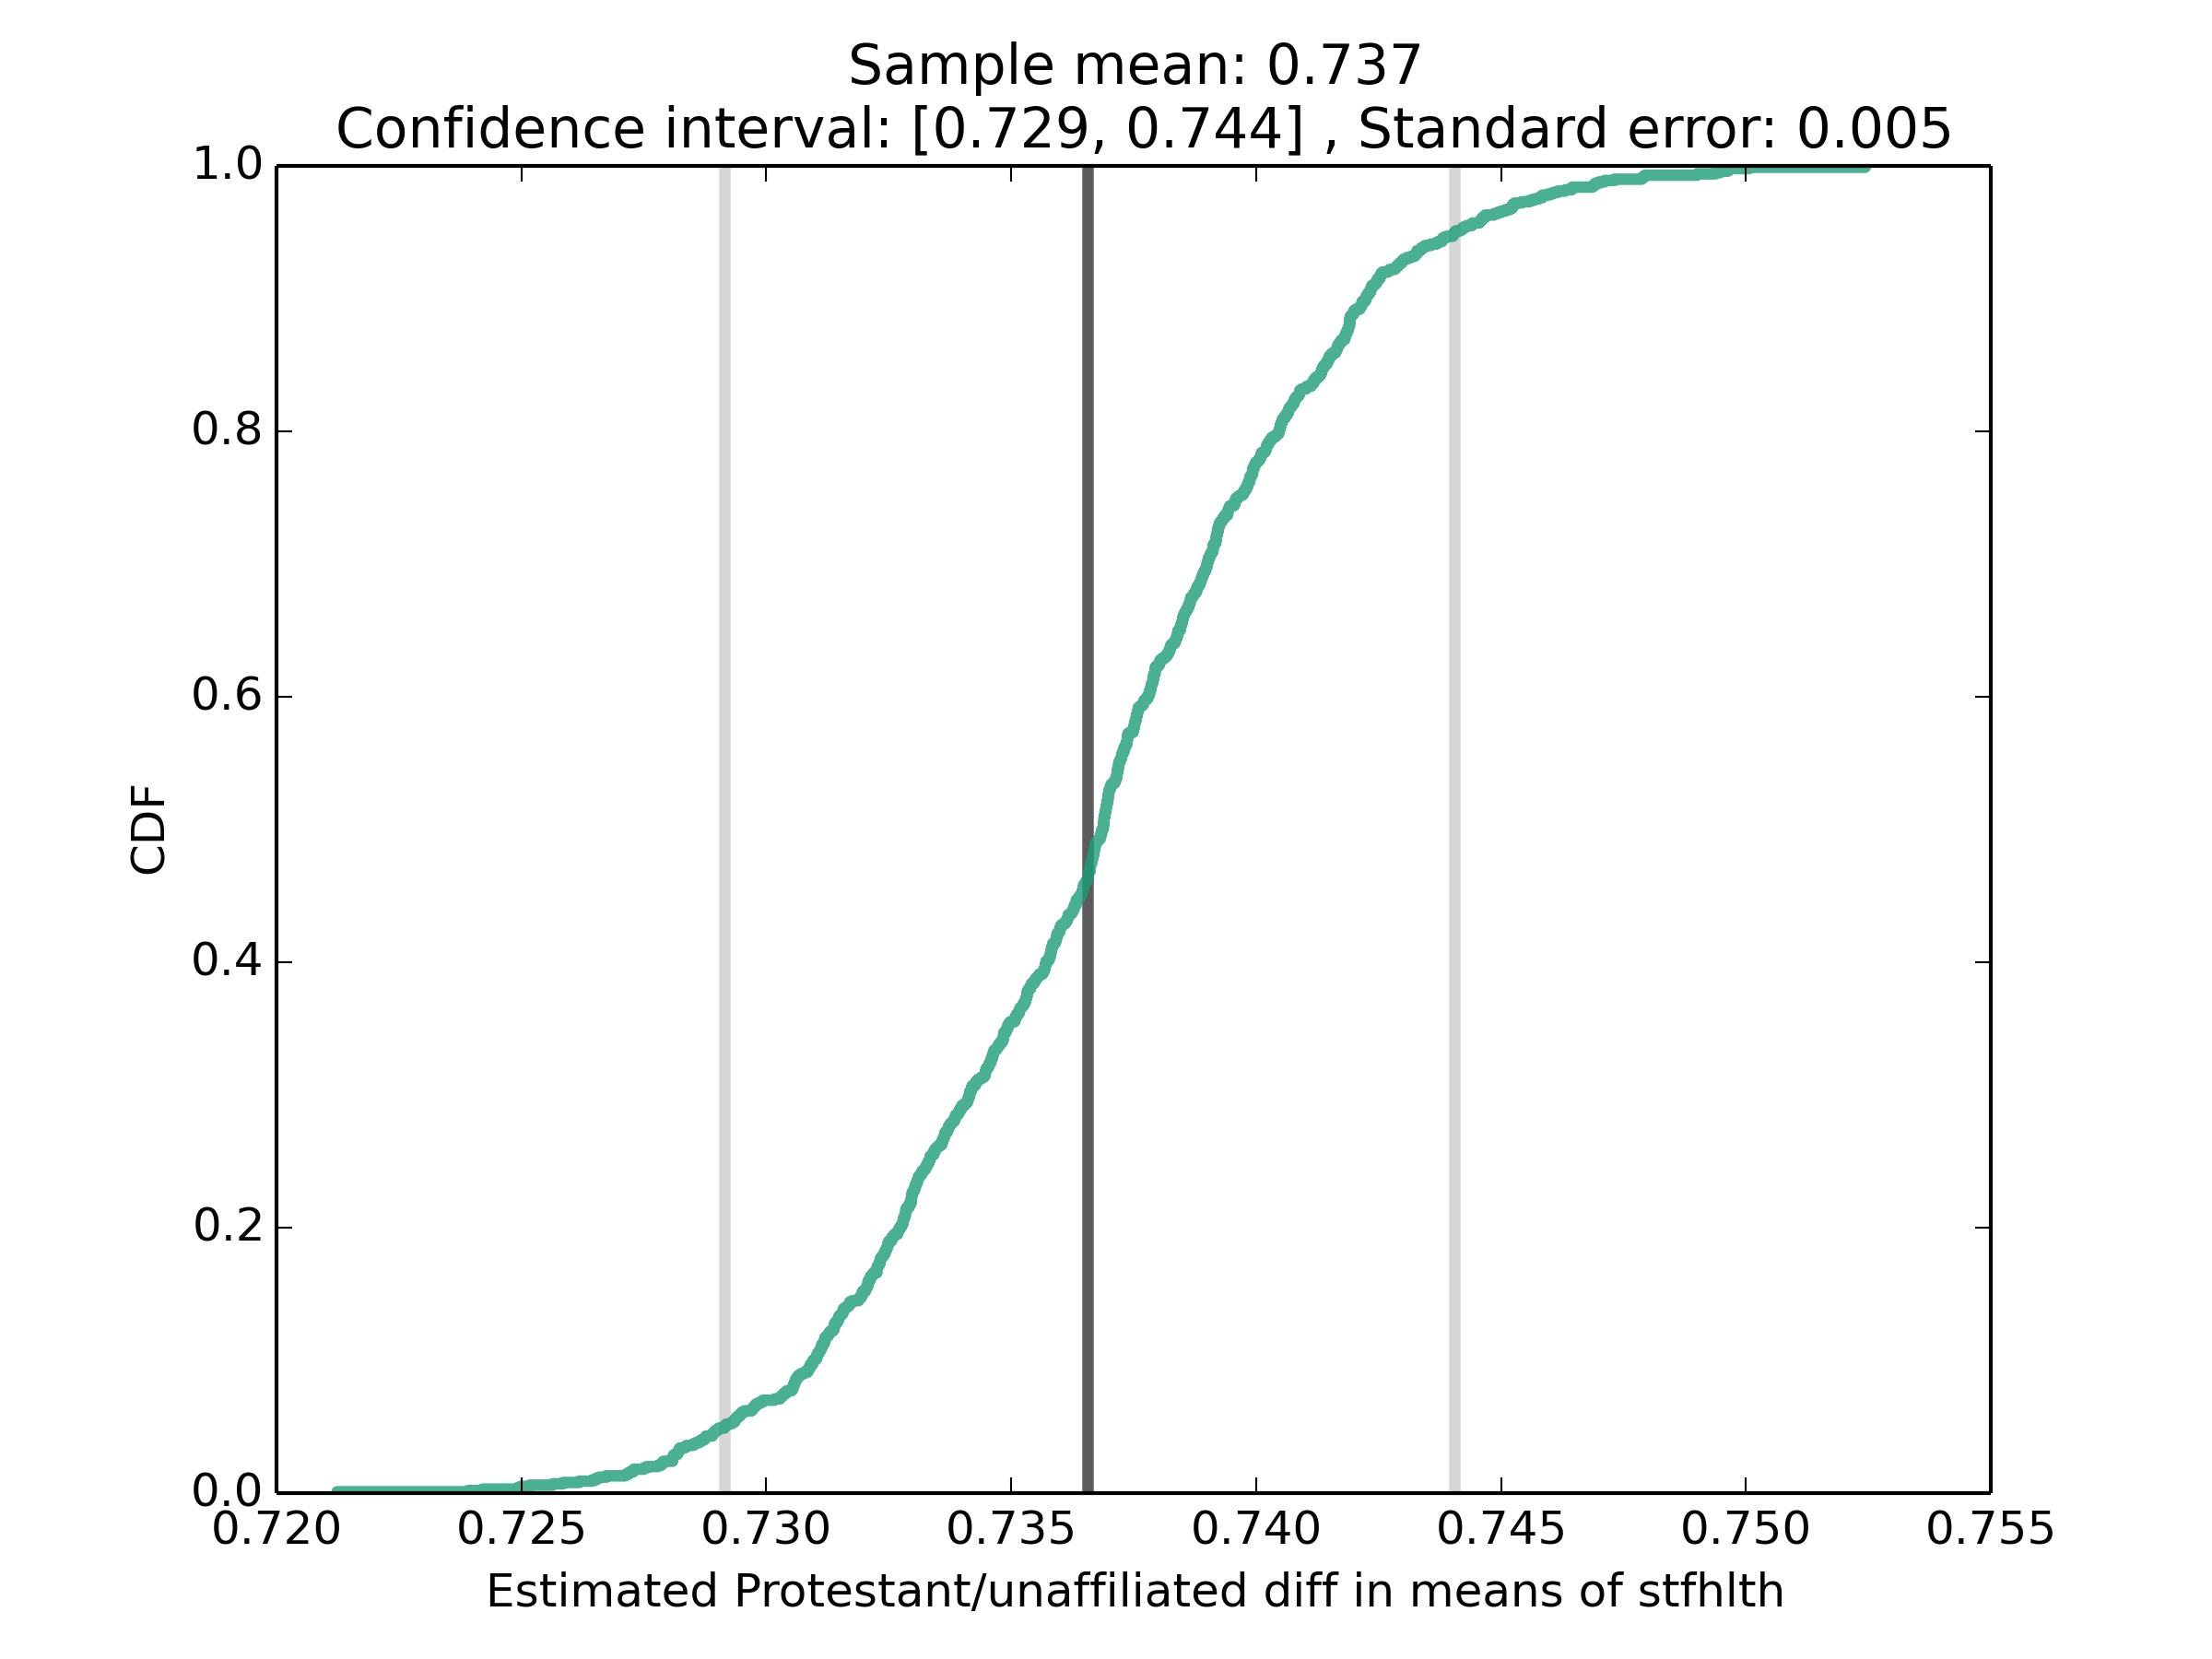 Sample mean: 0.737
Confidence interval: [0.729, 0.744] , Standard error: 0.005
1.0
0.8
0.6
0.4
0.2
0.0
CDF
0.720 0.725 0.730 0.735 0.740 0.745 0.750 0.755
Estimated Protestant/unaffiliated diff in means of stfhlth